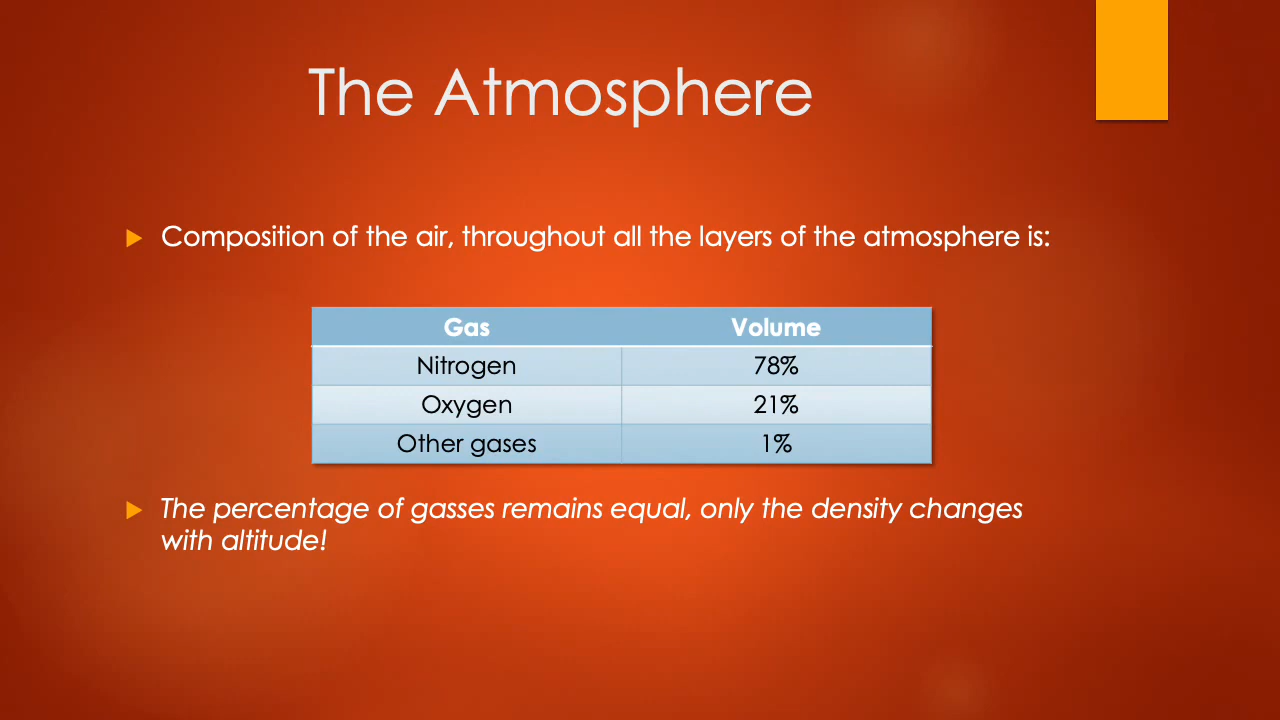 The Atmosphere
Composition of the air, throughout all the layers of the atmosphere is:
Gas Volume
Nitrogen 78%
Oxygen 21%
Other gases 1%
The percentage of gasses remains equal, only the density changes
with altitude!